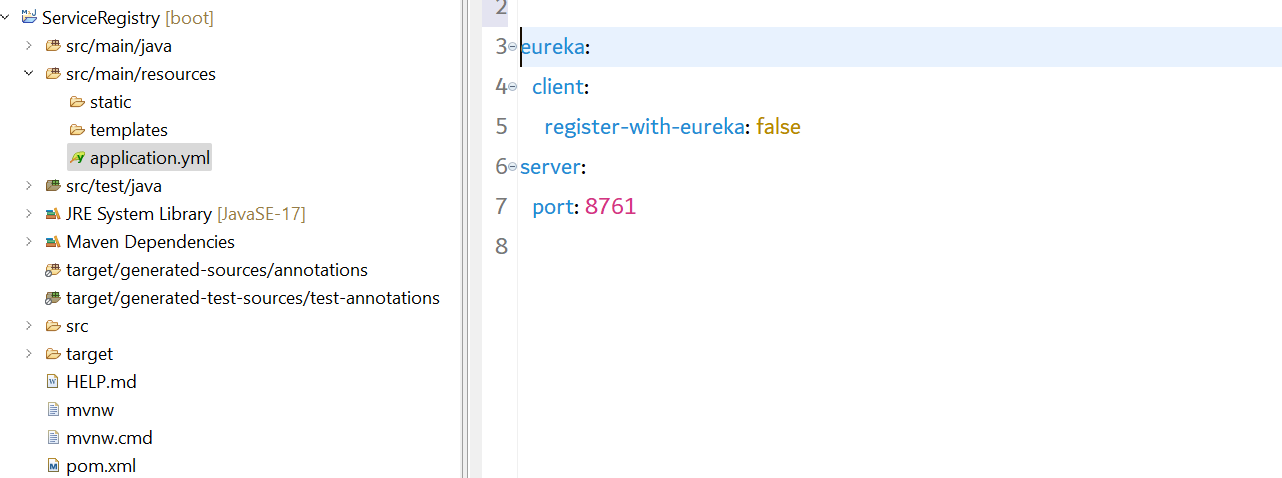 ServiceRegistry [boot]
src/main/java
src/main/resources
static
templates
application.yml
src/test/java
JRE System Library [JavaSE-17]
Maven Dependencies
target/generated-sources/annotations
target/generated-test-sources/test-annotations
src
target
HELP.md
mvnw
mvnw.cmd
pom.xml
2
3 eureka:
4 client:
5 register-with-eureka: false
6 server:
7 port: 8761
8